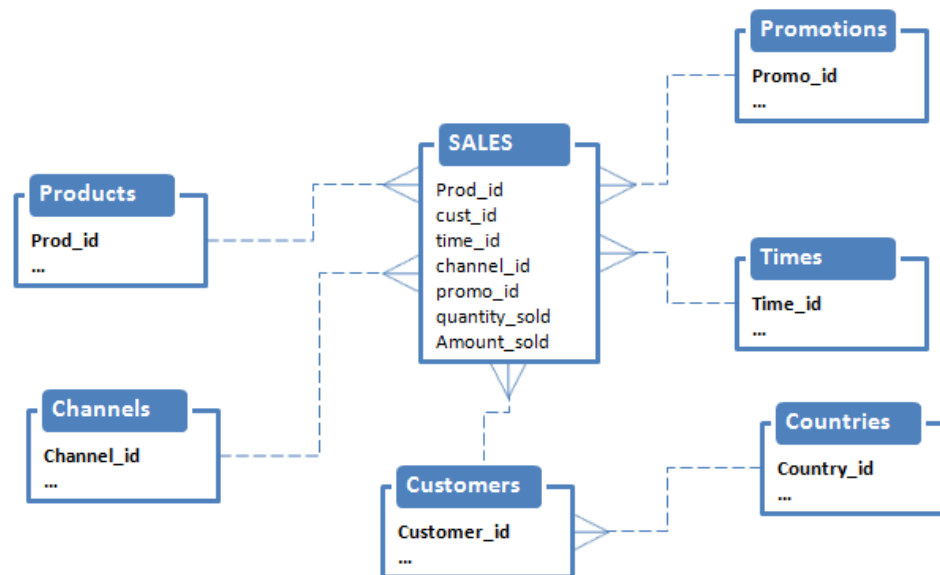 Promotions
Promo_id
...
SALES
Prod_id
cust_id
time_id
channel_id
promo_id
quantity_sold
Amount_sold
Products
Prod_id
...
Times
Time_id
...
Channels
Channel_id
...
Customers
Customer_id
...
Countries
Country_id
...